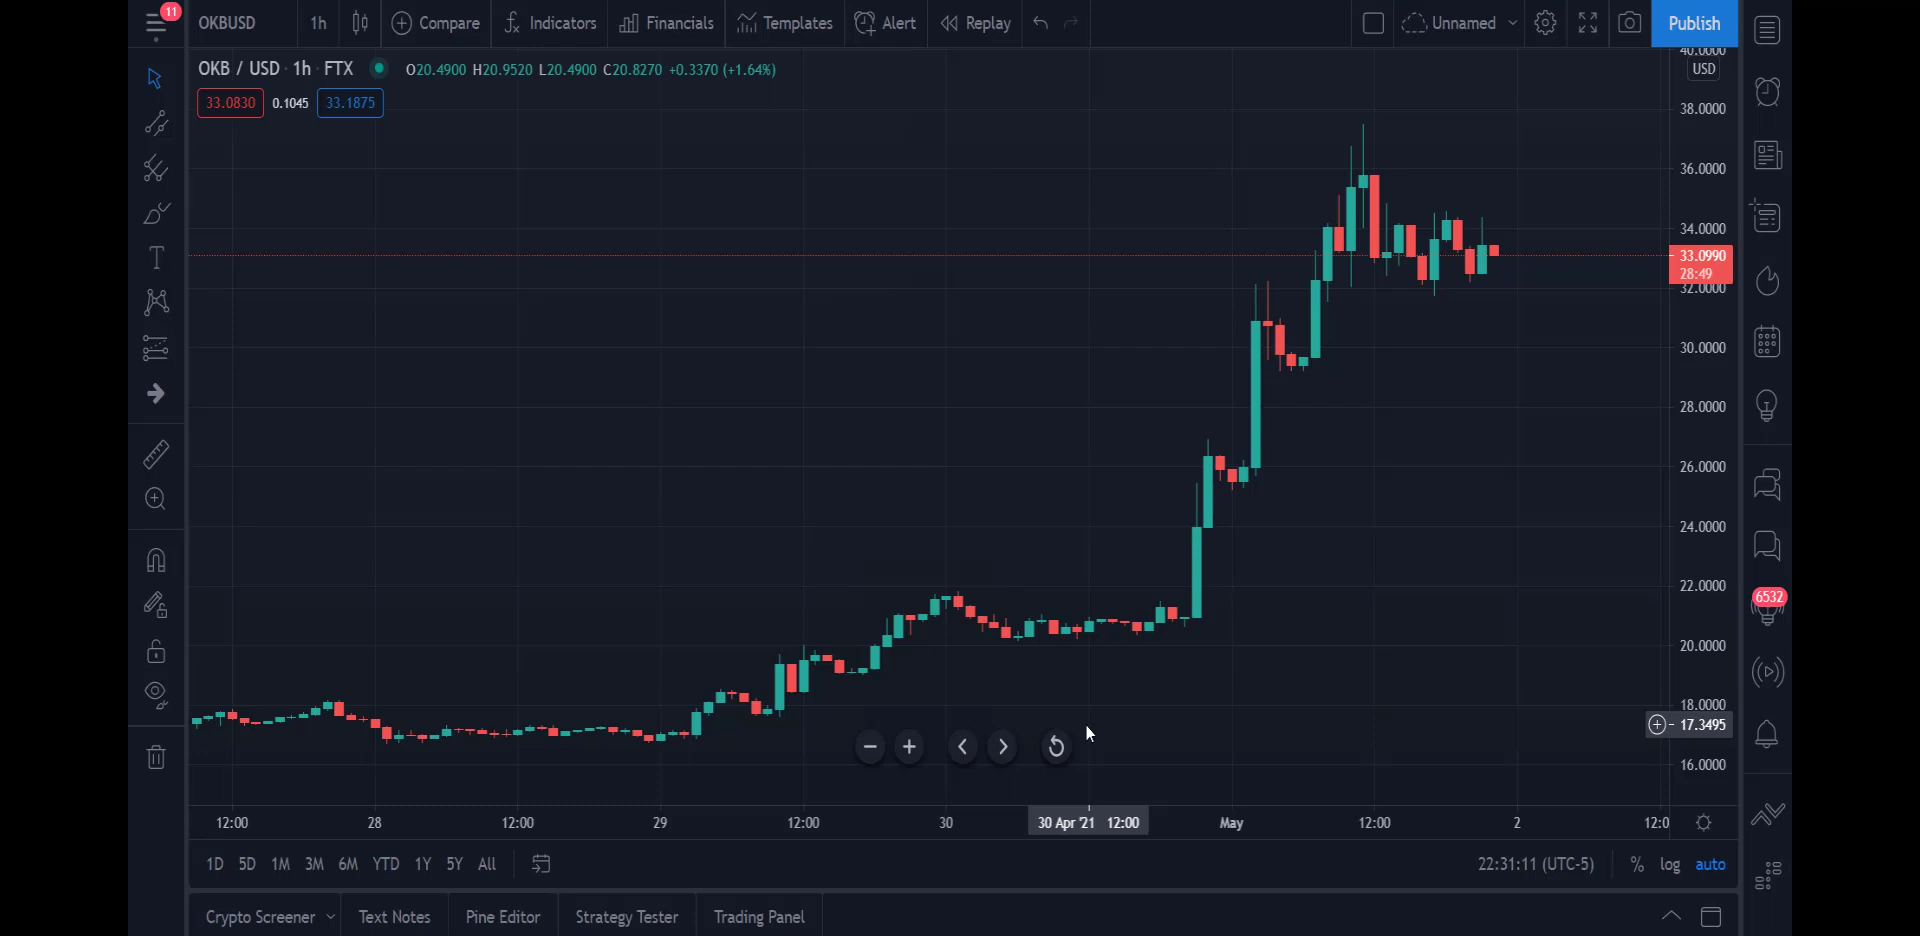 11
OKBUSD 1h Compare Indicators Financials Templates Alert Replay Unnamed Publish
OKB / USD · 1h · FTX O20.4900 H20.9520 L20.4900 C20.8270 +0.3370 (+1.64%)
33.0830 0.1045 33.1875
40.0000
USD
38.0000
36.0000
34.0000
33.0990
28:49
32.0000
30.0000
28.0000
26.0000
24.0000
22.0000
6532
20.0000
18.0000
17.3495
16.0000
12:00 28 12:00 29 12:00 30 30 Apr '21 12:00 May 12:00 2 12:0
1D 5D 1M 3M 6M YTD 1Y 5Y All 22:31:11 (UTC-5) % log auto
Crypto Screener Text Notes Pine Editor Strategy Tester Trading Panel